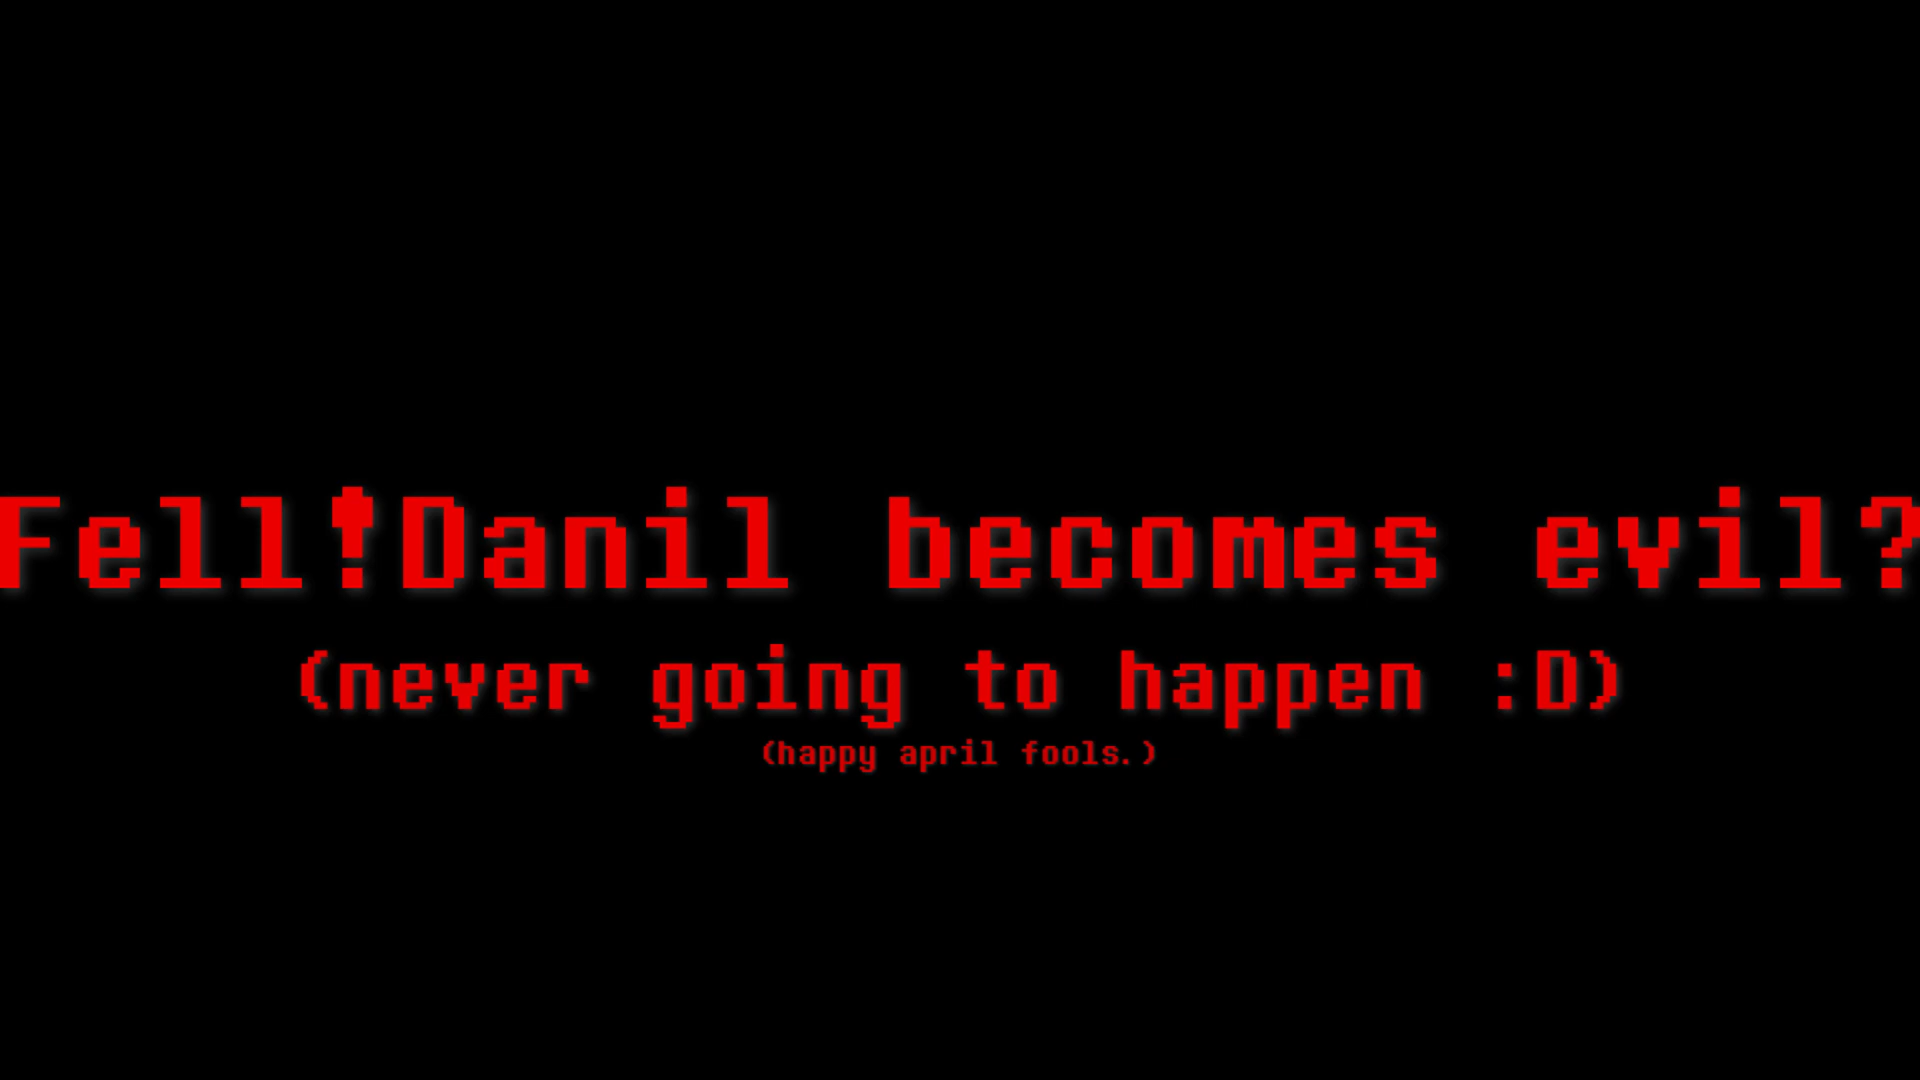 Fell!Danil becomes evil?
(never going to happen :D)
(happy april fools.)